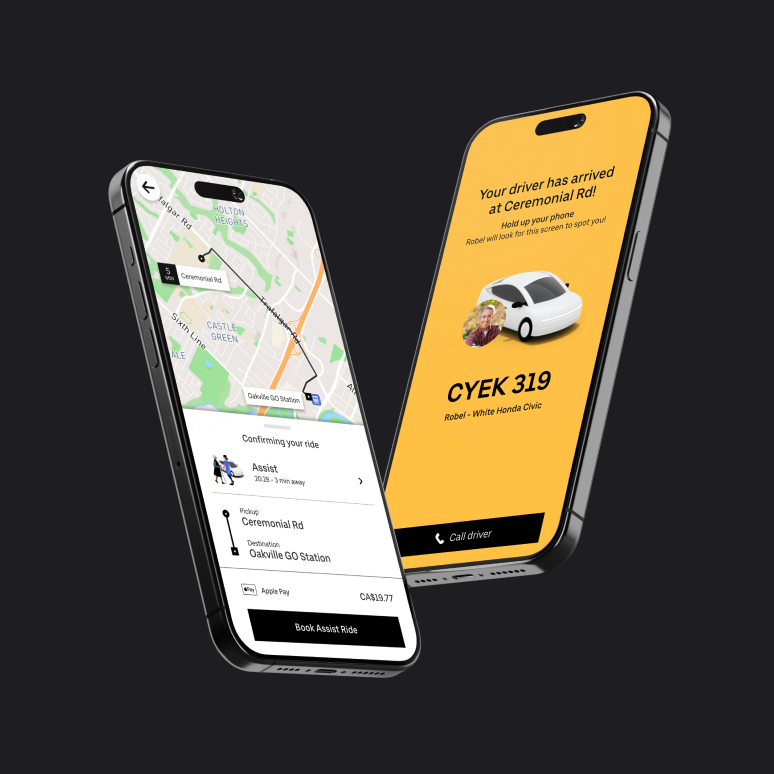 HOLTON
HEIGHTS
falgar Rd
5
MIN
Ceremonial Rd
Trafalgar Rd
Sixth Line
CASTLE
GREEN
ALE
Oakville GO Station
Confirming your ride
Assist
20:28 - 3 min away
Pickup
Ceremonial Rd
Destination
Oakville GO Station
Pay
Apple Pay
CA$19.77
Book Assist Ride
Your driver has arrived
at Ceremonial Rd!
Hold up your phone
Robel will look for this screen to spot you!
CYEK 319
Robel - White Honda Civic
Call driver